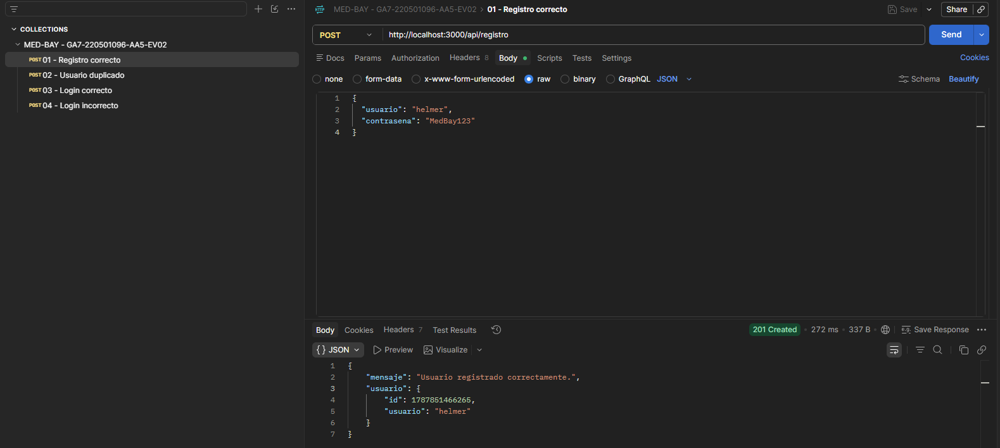 COLLECTIONS
MED-BAY - GA7-220501096-AA5-EV02
POST 01 - Registro correcto
POST 02 - Usuario duplicado
POST 03 - Login correcto
POST 04 - Login incorrecto
HTTP MED-BAY - GA7-220501096-AA5-EV02 > 01 - Registro correcto Save Share
POST http://localhost:3000/api/registro Send
Docs Params Authorization Headers 8 Body Scripts Tests Settings Cookies
none form-data x-www-form-urlencoded raw binary GraphQL JSON Schema Beautify
1 {
2 "usuario": "helmer",
3 "contrasena": "MedBay123"
4 }
Body Cookies Headers 7 Test Results 201 Created 272 ms 337 B e.g. Save Response
{} JSON Preview Visualize
1 {
2 "mensaje": "Usuario registrado correctamente.",
3 "usuario": {
4 "id": 1787851466265,
5 "usuario": "helmer"
6 }
7 }